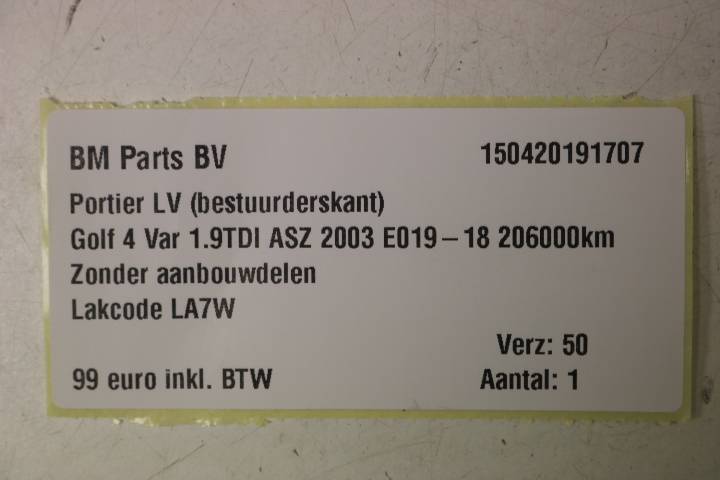 BM Parts BV 150420191707
Portier LV (bestuurderskant)
Golf 4 Var 1.9TDI ASZ 2003 E019 – 18 206000km
Zonder aanbouwdelen
Lakcode LA7W
Verz: 50
99 euro inkl. BTW Aantal: 1